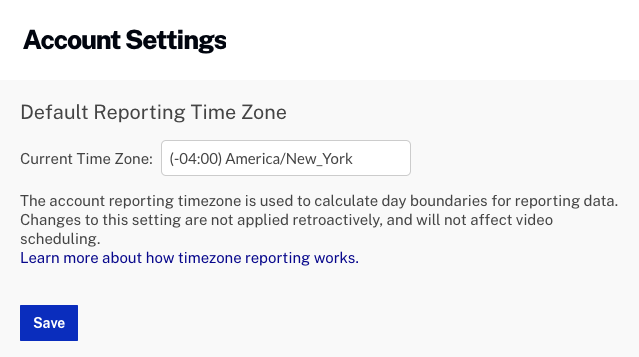 Account Settings
Default Reporting Time Zone
Current Time Zone: (-04:00) America/New_York
The account reporting timezone is used to calculate day boundaries for reporting data.
Changes to this setting are not applied retroactively, and will not affect video
scheduling.
Learn more about how timezone reporting works.
Save